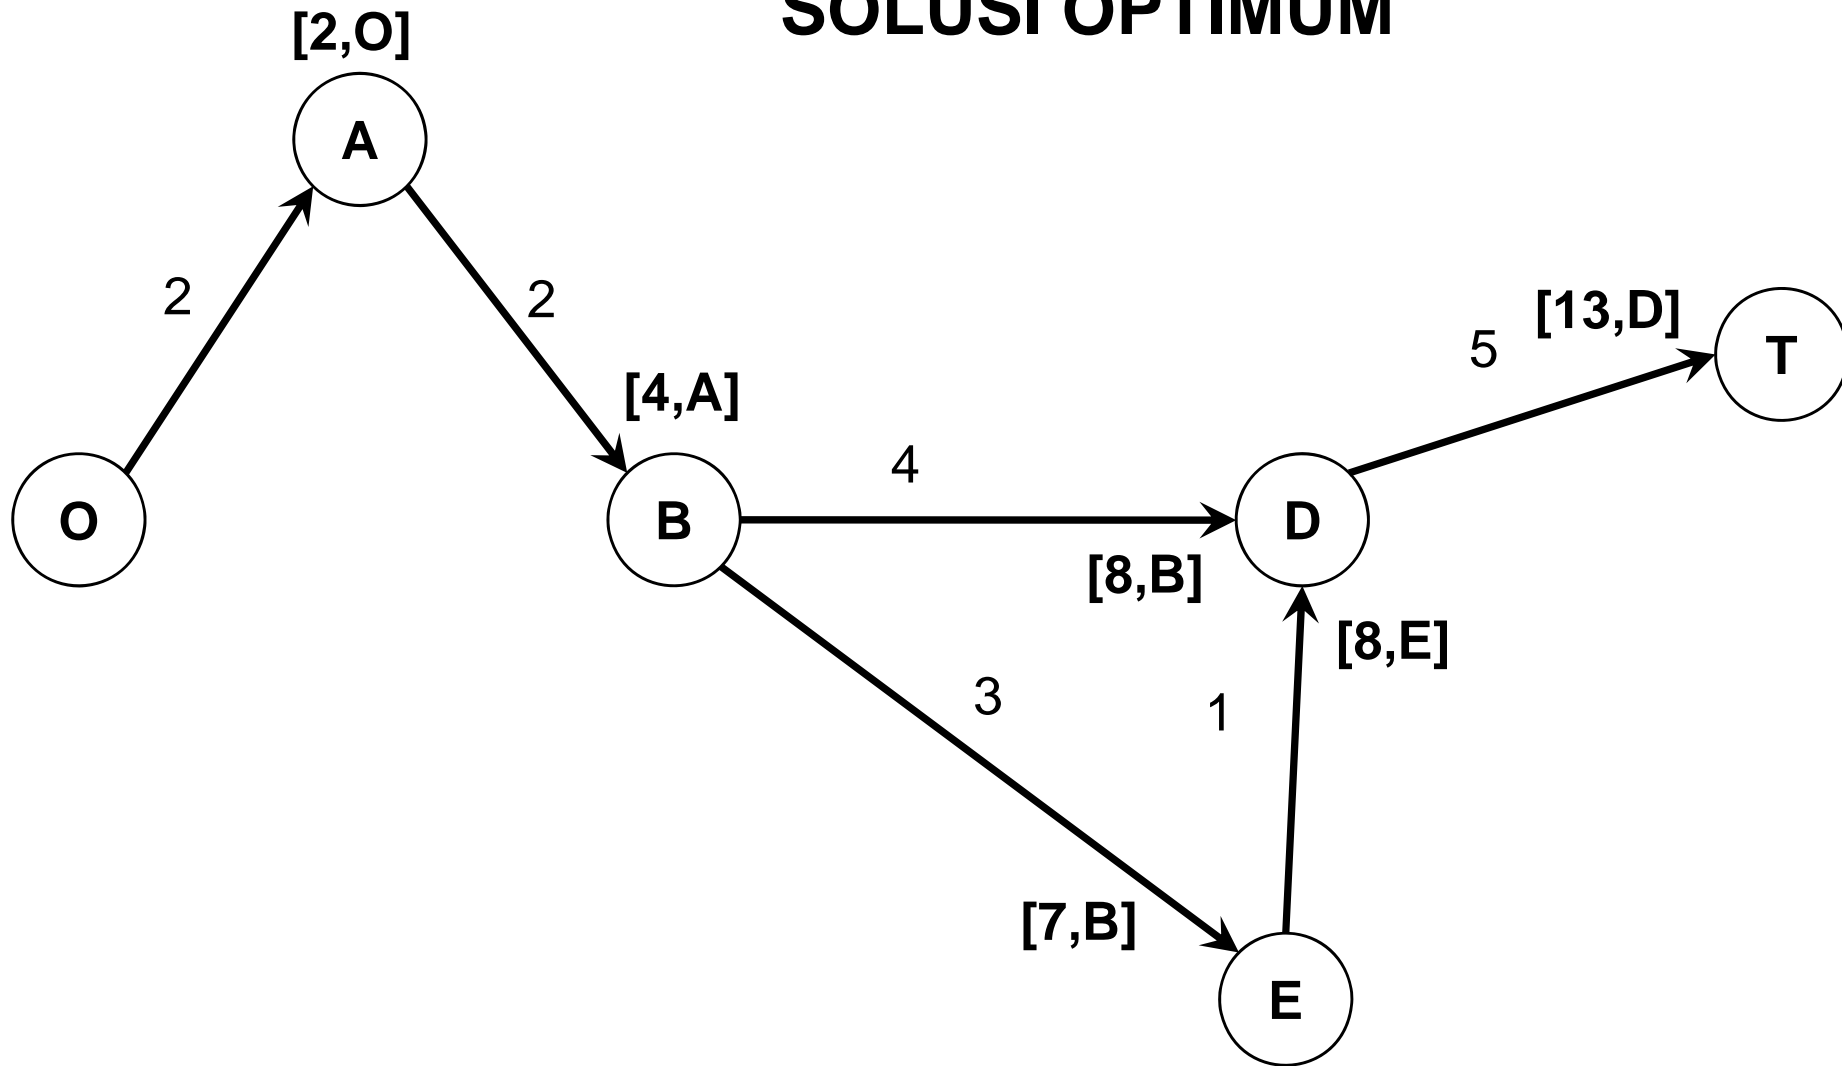 SOLUSI OPTIMUM
[2,O]
A
2
2
[13,D]
5
T
[4,A]
4
O
B
D
[8,B]
[8,E]
3
1
[7,B]
E